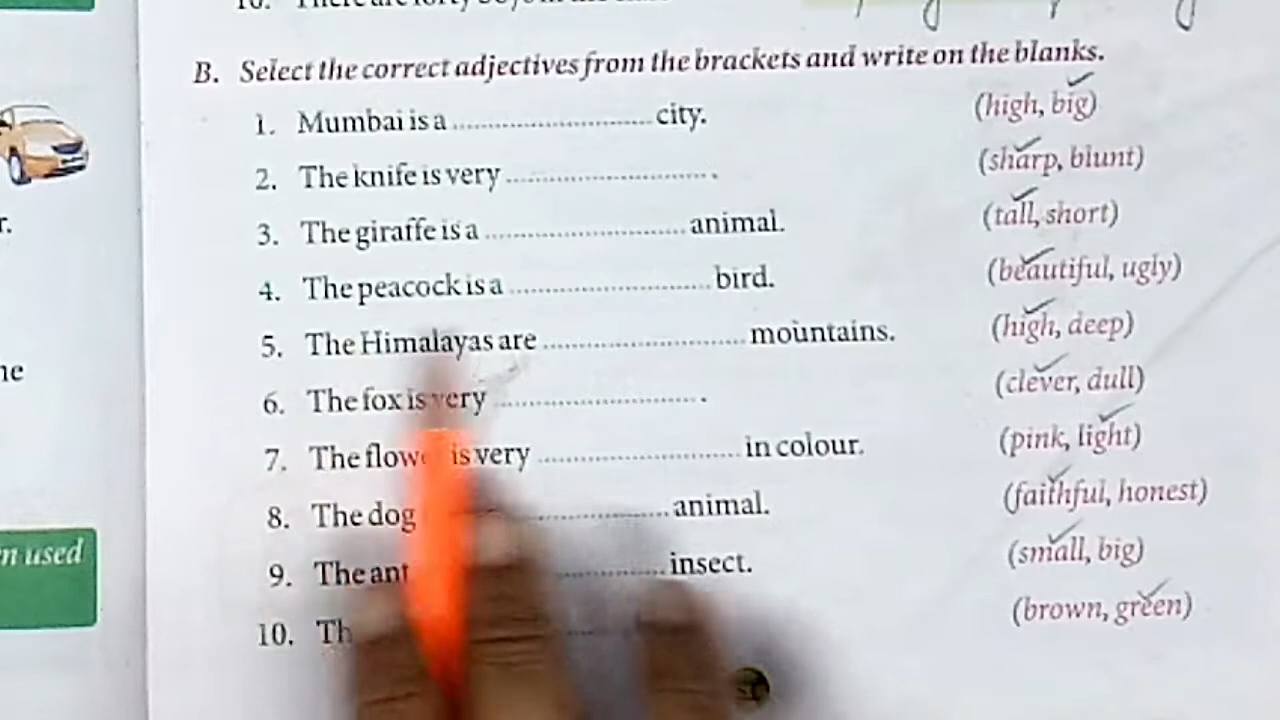 B. Select the correct adjectives from the brackets and write on the blanks.
1. Mumbai is a ........................ city. (high, big)
2. The knife is very ........................ . (sharp, blunt)
3. The giraffe is a ........................ animal. (tall, short)
4. The peacock is a ........................ bird. (beautiful, ugly)
5. The Himalayas are ........................ mountains. (high, deep)
6. The fox is very ........................ . (clever, dull)
7. The is very ........................ in colour. (pink, light)
8. The dog ................ animal. (faithful, honest)
9. The ant ............ insect. (small, big)
10. (brown, green)
n used